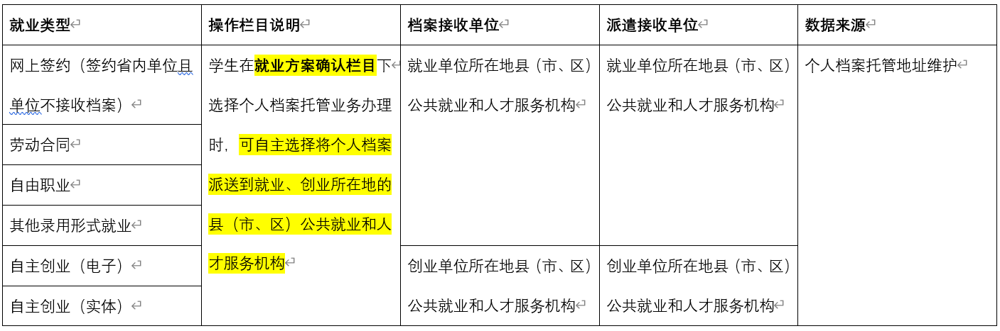 就业类型
操作栏目说明
档案接收单位
派遣接收单位
数据来源
网上签约（签约省内单位且
单位不接收档案）
劳动合同
自由职业
其他录用形式就业
自主创业（电子）
自主创业（实体）
学生在就业方案确认栏目下
选择个人档案托管业务办理
时，可自主选择将个人档案
派送到就业、创业所在地的
县（市、区）公共就业和人
才服务机构
就业单位所在地县（市、区）
公共就业和人才服务机构
创业单位所在地县（市、区）
公共就业和人才服务机构
就业单位所在地县（市、区）
公共就业和人才服务机构
创业单位所在地县（市、区）
公共就业和人才服务机构
个人档案托管地址维护